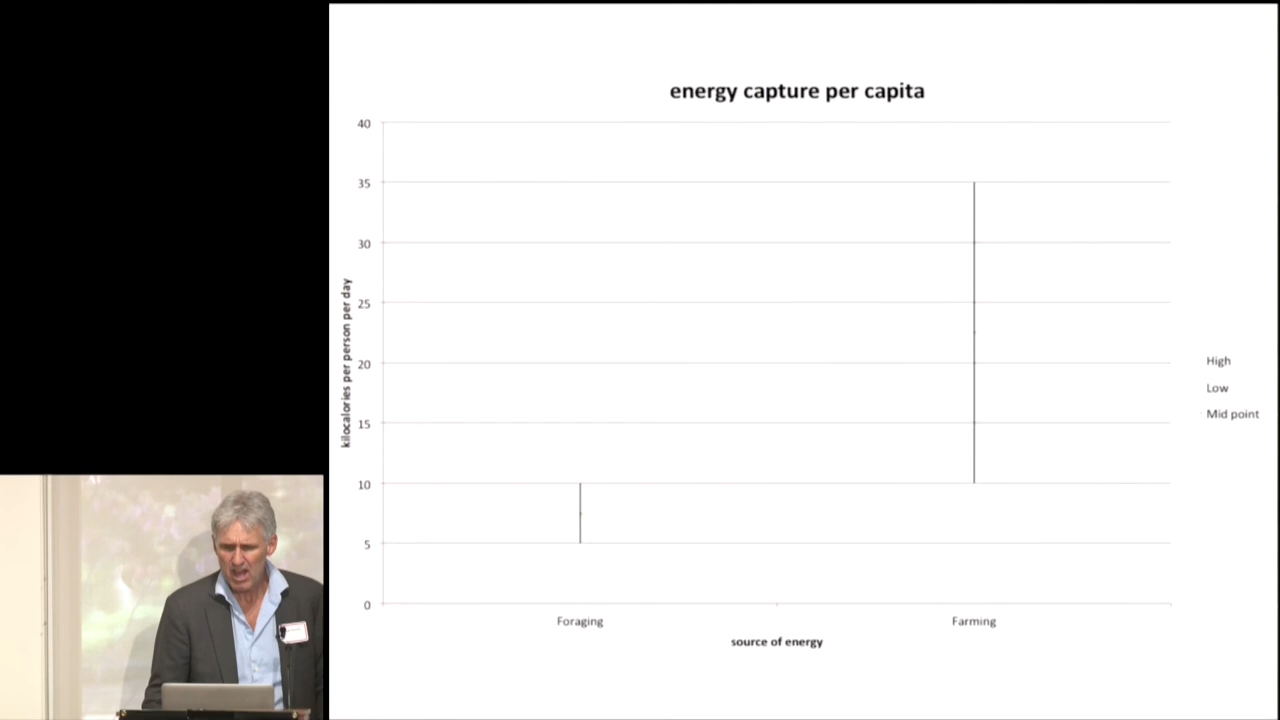 energy capture per capita
40
35
30
25
20
15
10
5
0
kilocalories per person per day
Foraging
Farming
source of energy
High
Low
Mid point